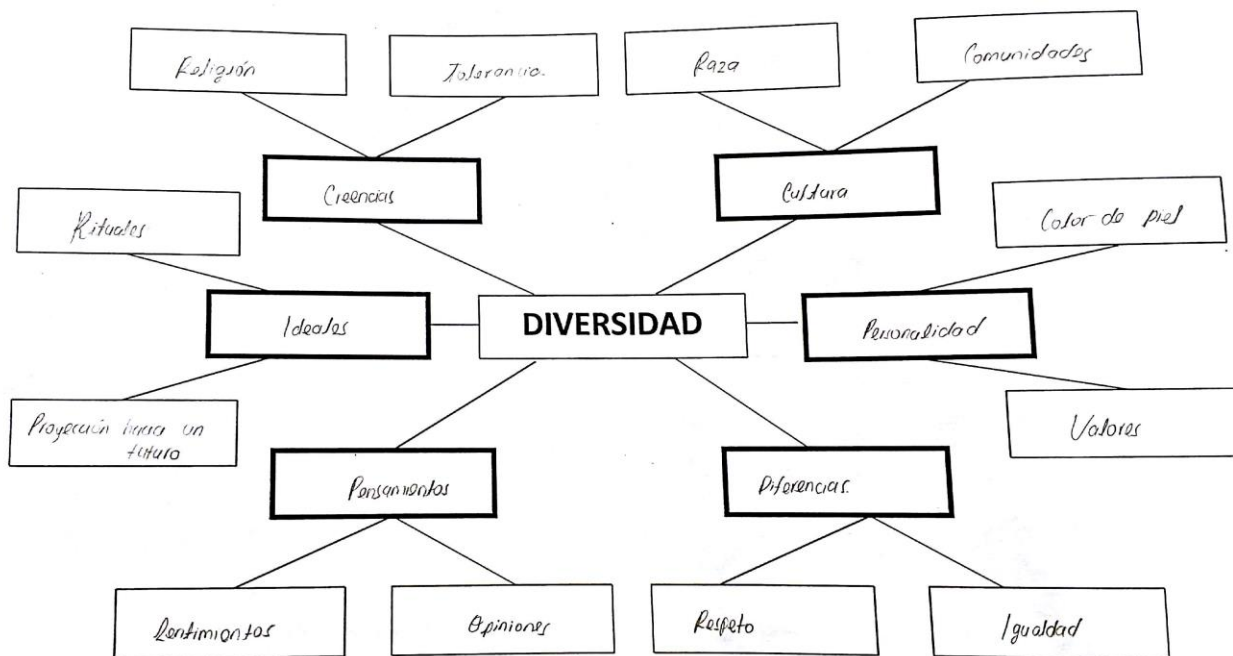 Religión
Tolerancia.
Raza
Comunidades
Creencias
Cultura
Rituales
Color de piel
Ideales
DIVERSIDAD
Personalidad
Proyección hacia un
futuro
Valores
Pensamientos
Diferencias.
Sentimientos
Opiniones
Respeto
Igualdad